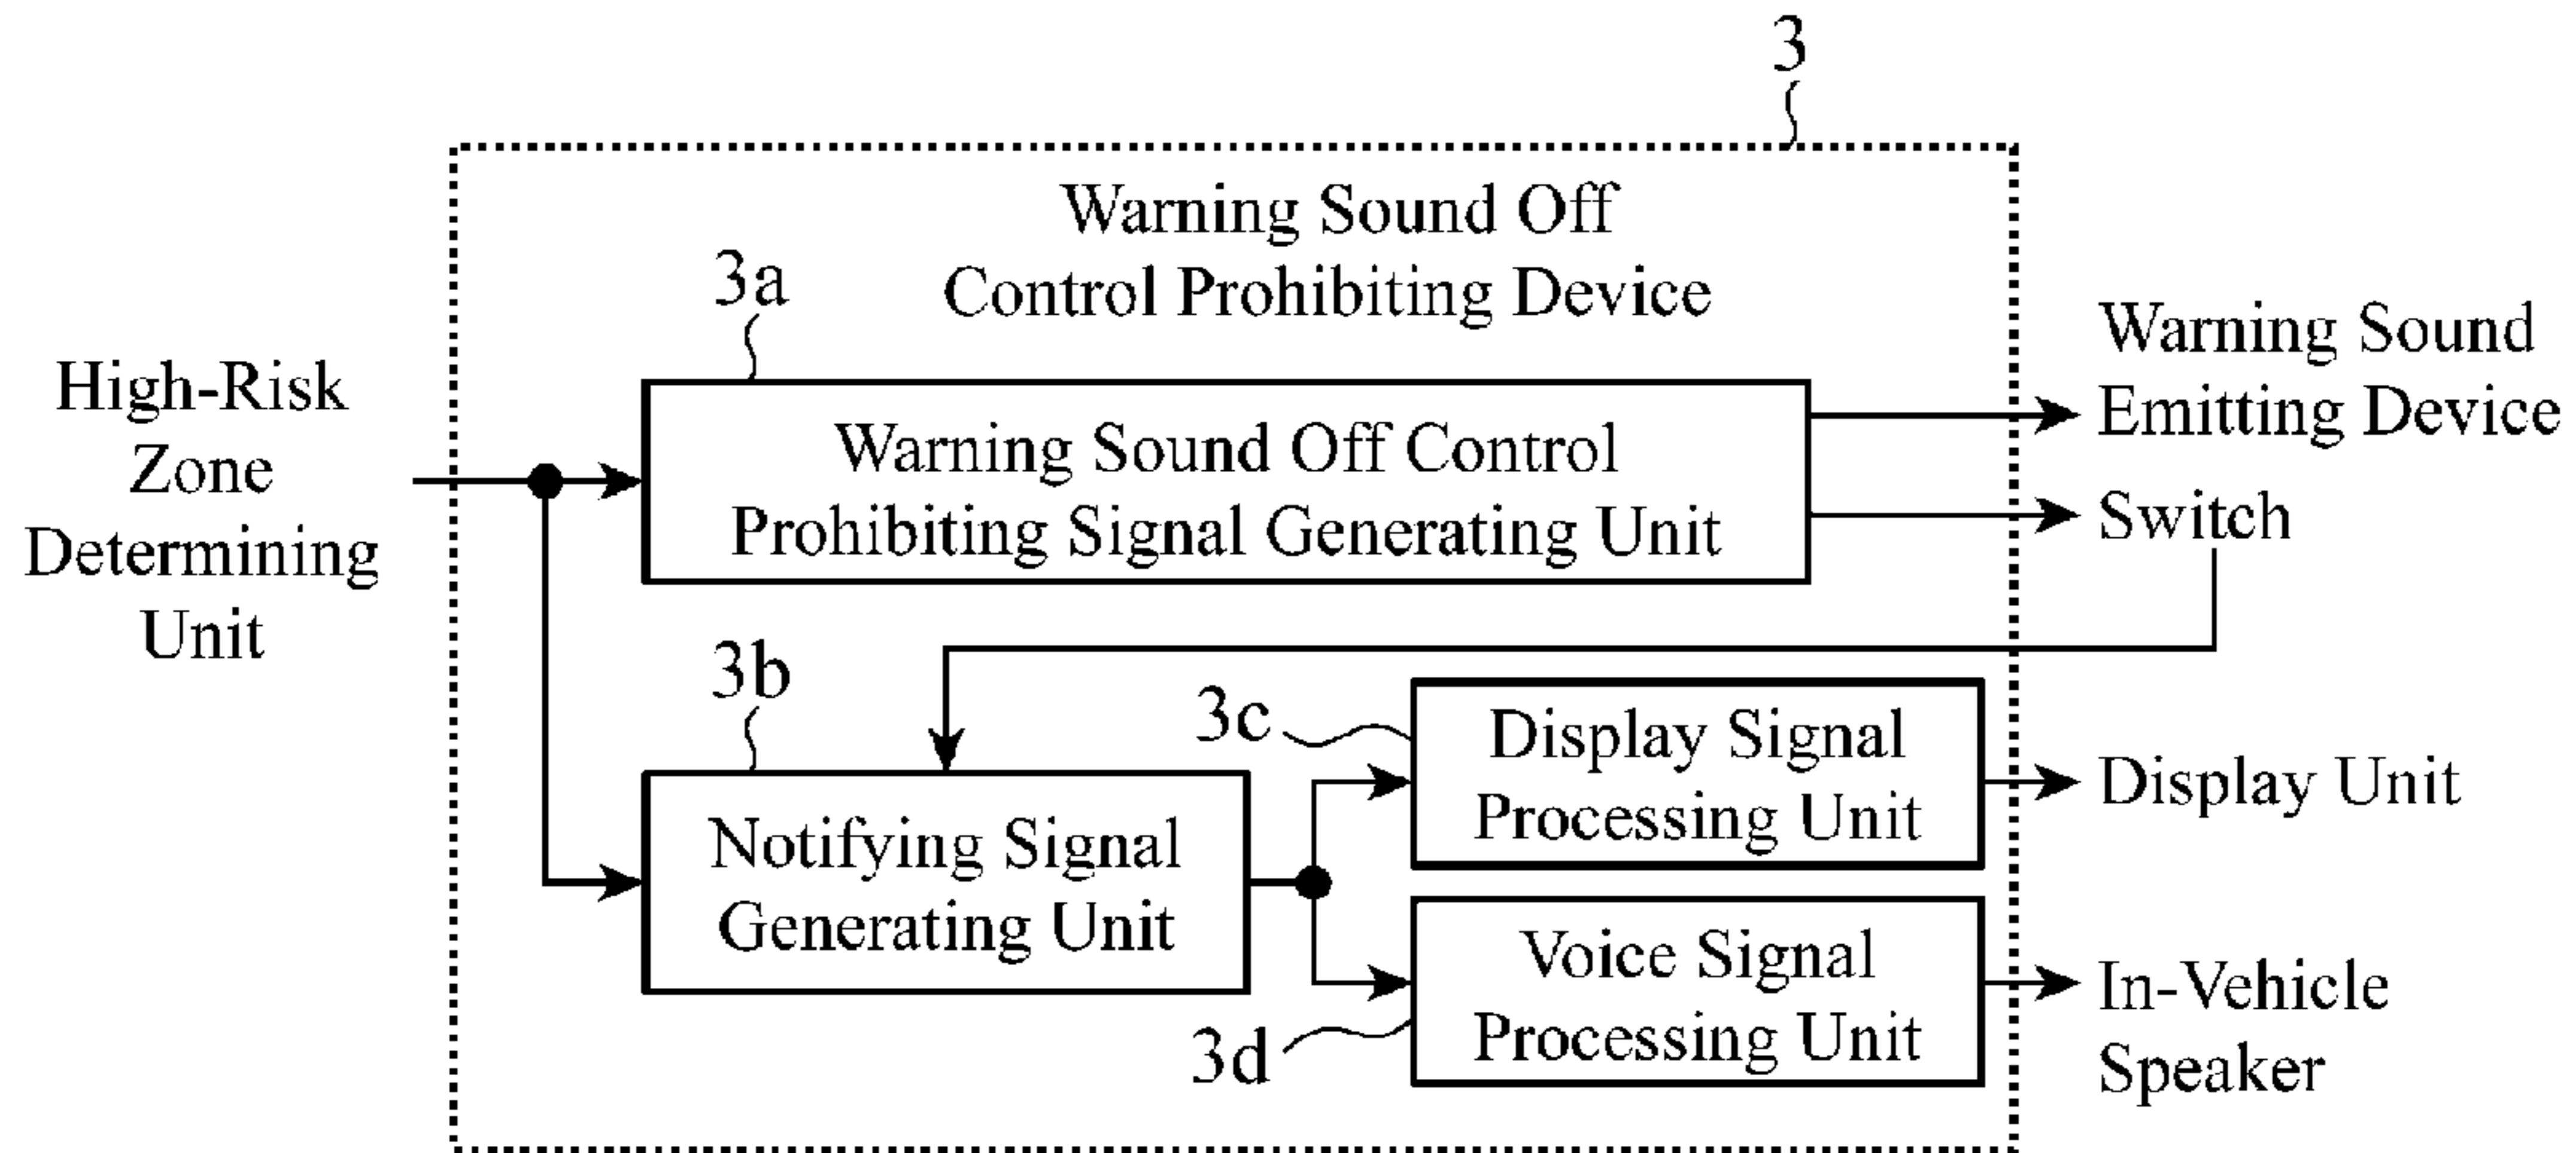 3
Warning Sound Off
Control Prohibiting Device
3a
High-Risk
Zone
Determining
Unit
Warning Sound Off Control
Prohibiting Signal Generating Unit
Warning Sound
Emitting Device
Switch
3b
Notifying Signal
Generating Unit
3c
Display Signal
Processing Unit
Display Unit
3d
Voice Signal
Processing Unit
In-Vehicle
Speaker